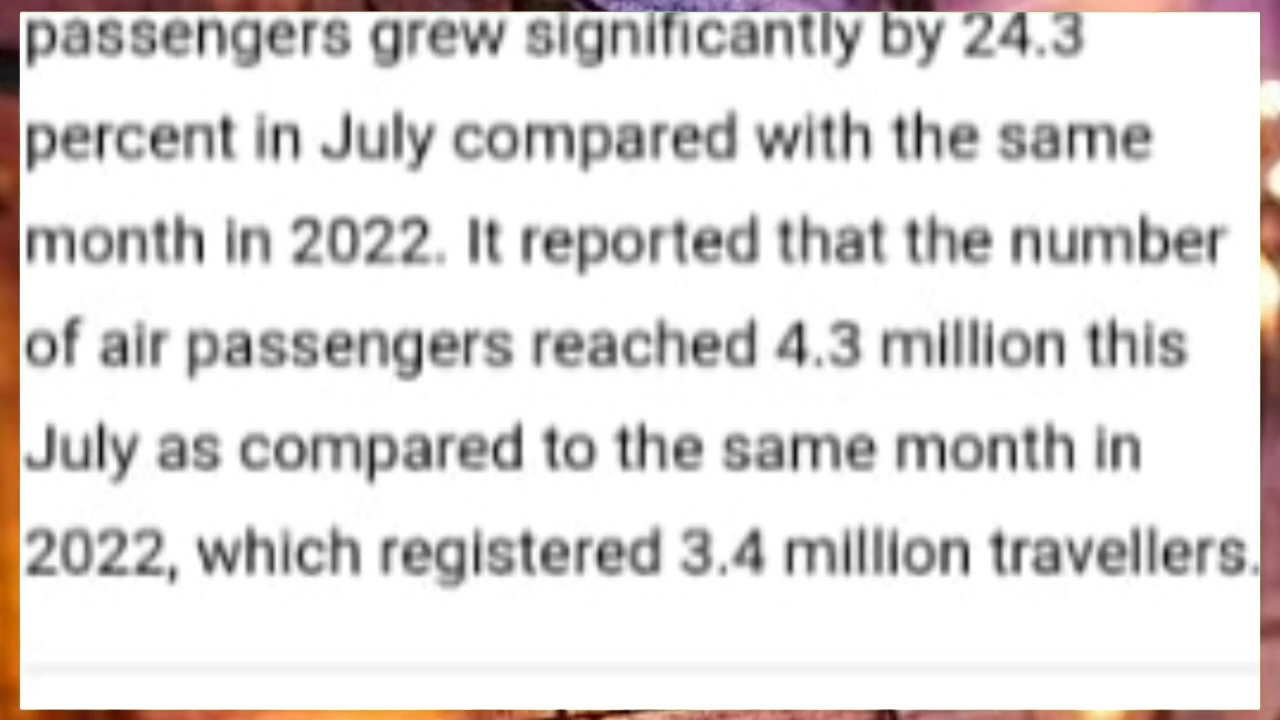 passengers grew significantly by 24.3
percent in July compared with the same
month in 2022. It reported that the number
of air passengers reached 4.3 million this
July as compared to the same month in
2022, which registered 3.4 million travellers.